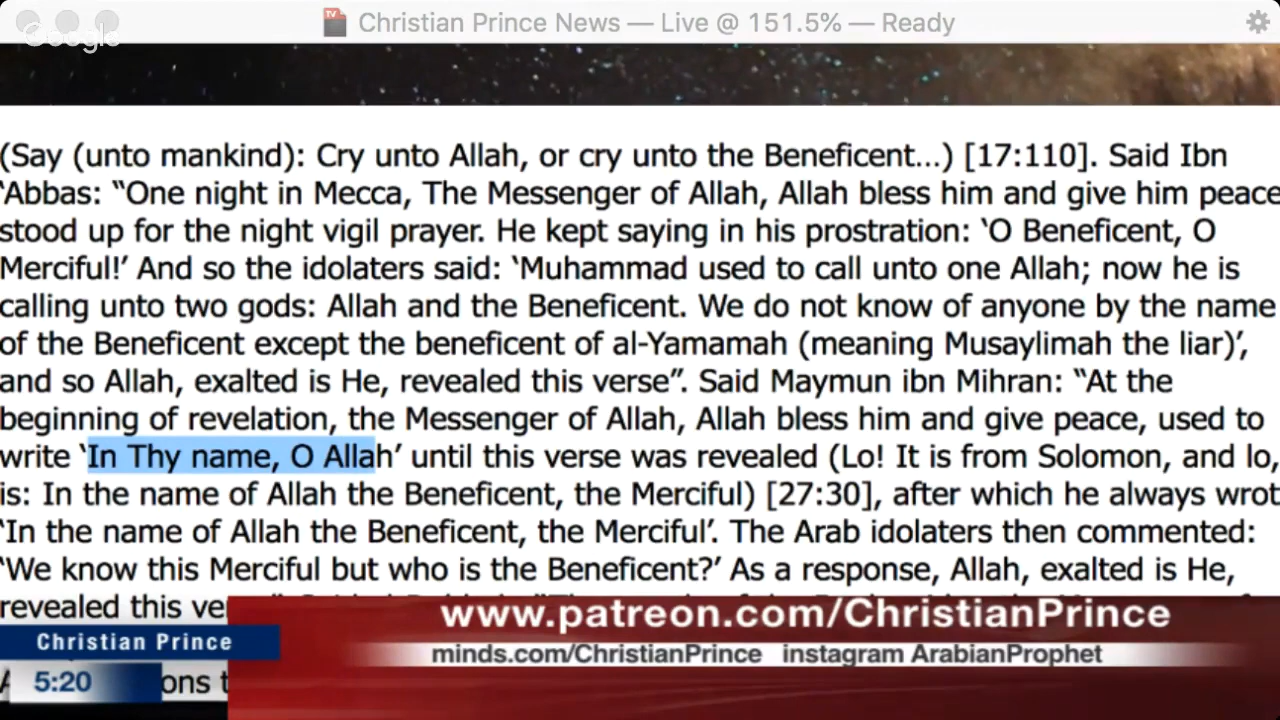 Christian Prince News — Live @ 151.5% — Ready
TV
Google
(Say (unto mankind): Cry unto Allah, or cry unto the Beneficent...) [17:110]. Said Ibn
‘Abbas: “One night in Mecca, The Messenger of Allah, Allah bless him and give him peace
stood up for the night vigil prayer. He kept saying in his prostration: ‘O Beneficent, O
Merciful!’ And so the idolaters said: ‘Muhammad used to call unto one Allah; now he is
calling unto two gods: Allah and the Beneficent. We do not know of anyone by the name
of the Beneficent except the beneficent of al-Yamamah (meaning Musaylimah the liar)’,
and so Allah, exalted is He, revealed this verse”. Said Maymun ibn Mihran: “At the
beginning of revelation, the Messenger of Allah, Allah bless him and give peace, used to
write ‘In Thy name, O Allah’ until this verse was revealed (Lo! It is from Solomon, and lo,
is: In the name of Allah the Beneficent, the Merciful) [27:30], after which he always wrot
‘In the name of Allah the Beneficent, the Merciful’. The Arab idolaters then commented:
‘We know this Merciful but who is the Beneficent?’ As a response, Allah, exalted is He,
revealed this ve
www.patreon.com/ChristianPrince
Christian Prince
minds.com/ChristianPrince instagram ArabianProphet
5:20
ons t